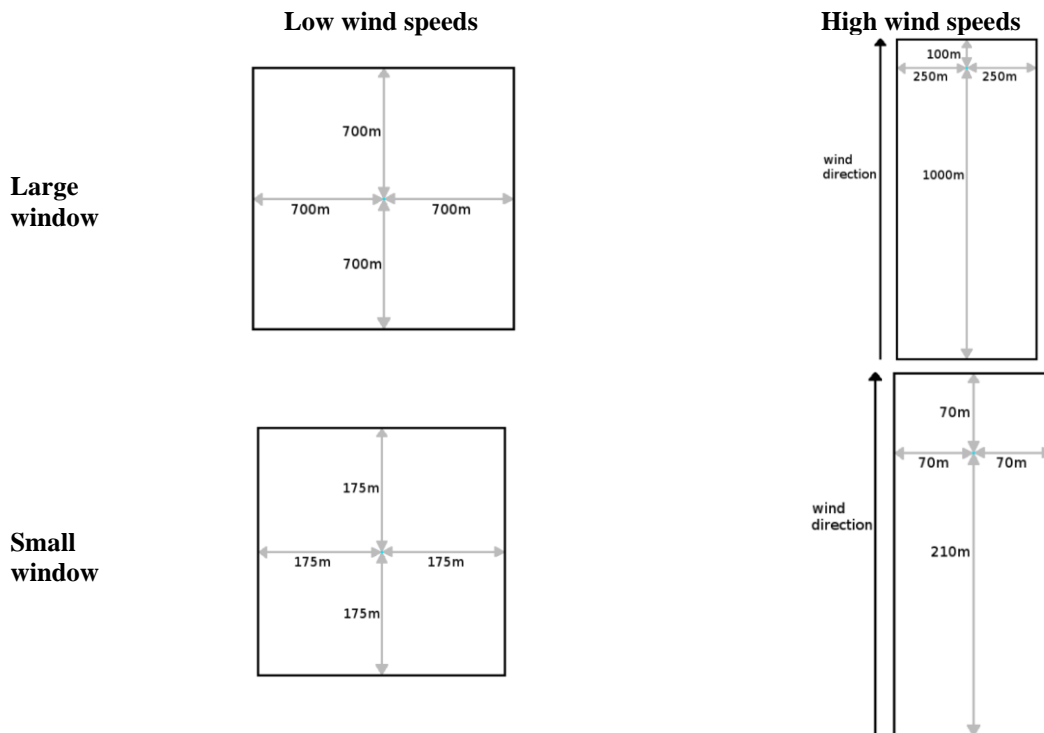 Low wind speeds
High wind speeds
Large
window
700m
700m
700m
700m
wind
direction
100m
250m
250m
1000m
Small
window
175m
175m
175m
175m
wind
direction
70m
70m
70m
210m